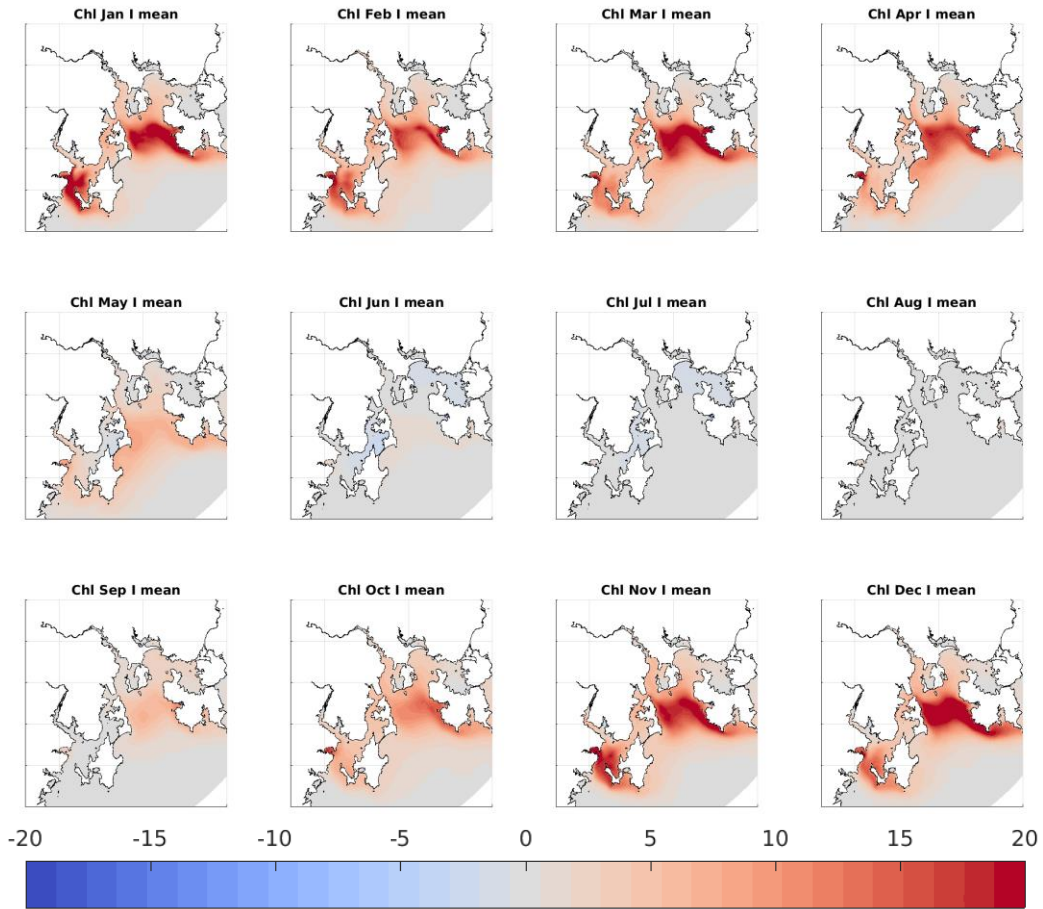 Chl Jan I mean
Chl Feb I mean
Chl Mar I mean
Chl Apr I mean
Chl May I mean
Chl Jun I mean
Chl Jul I mean
Chl Aug I mean
Chl Sep I mean
Chl Oct I mean
Chl Nov I mean
Chl Dec I mean
-20 -15 -10 -5 0 5 10 15 20